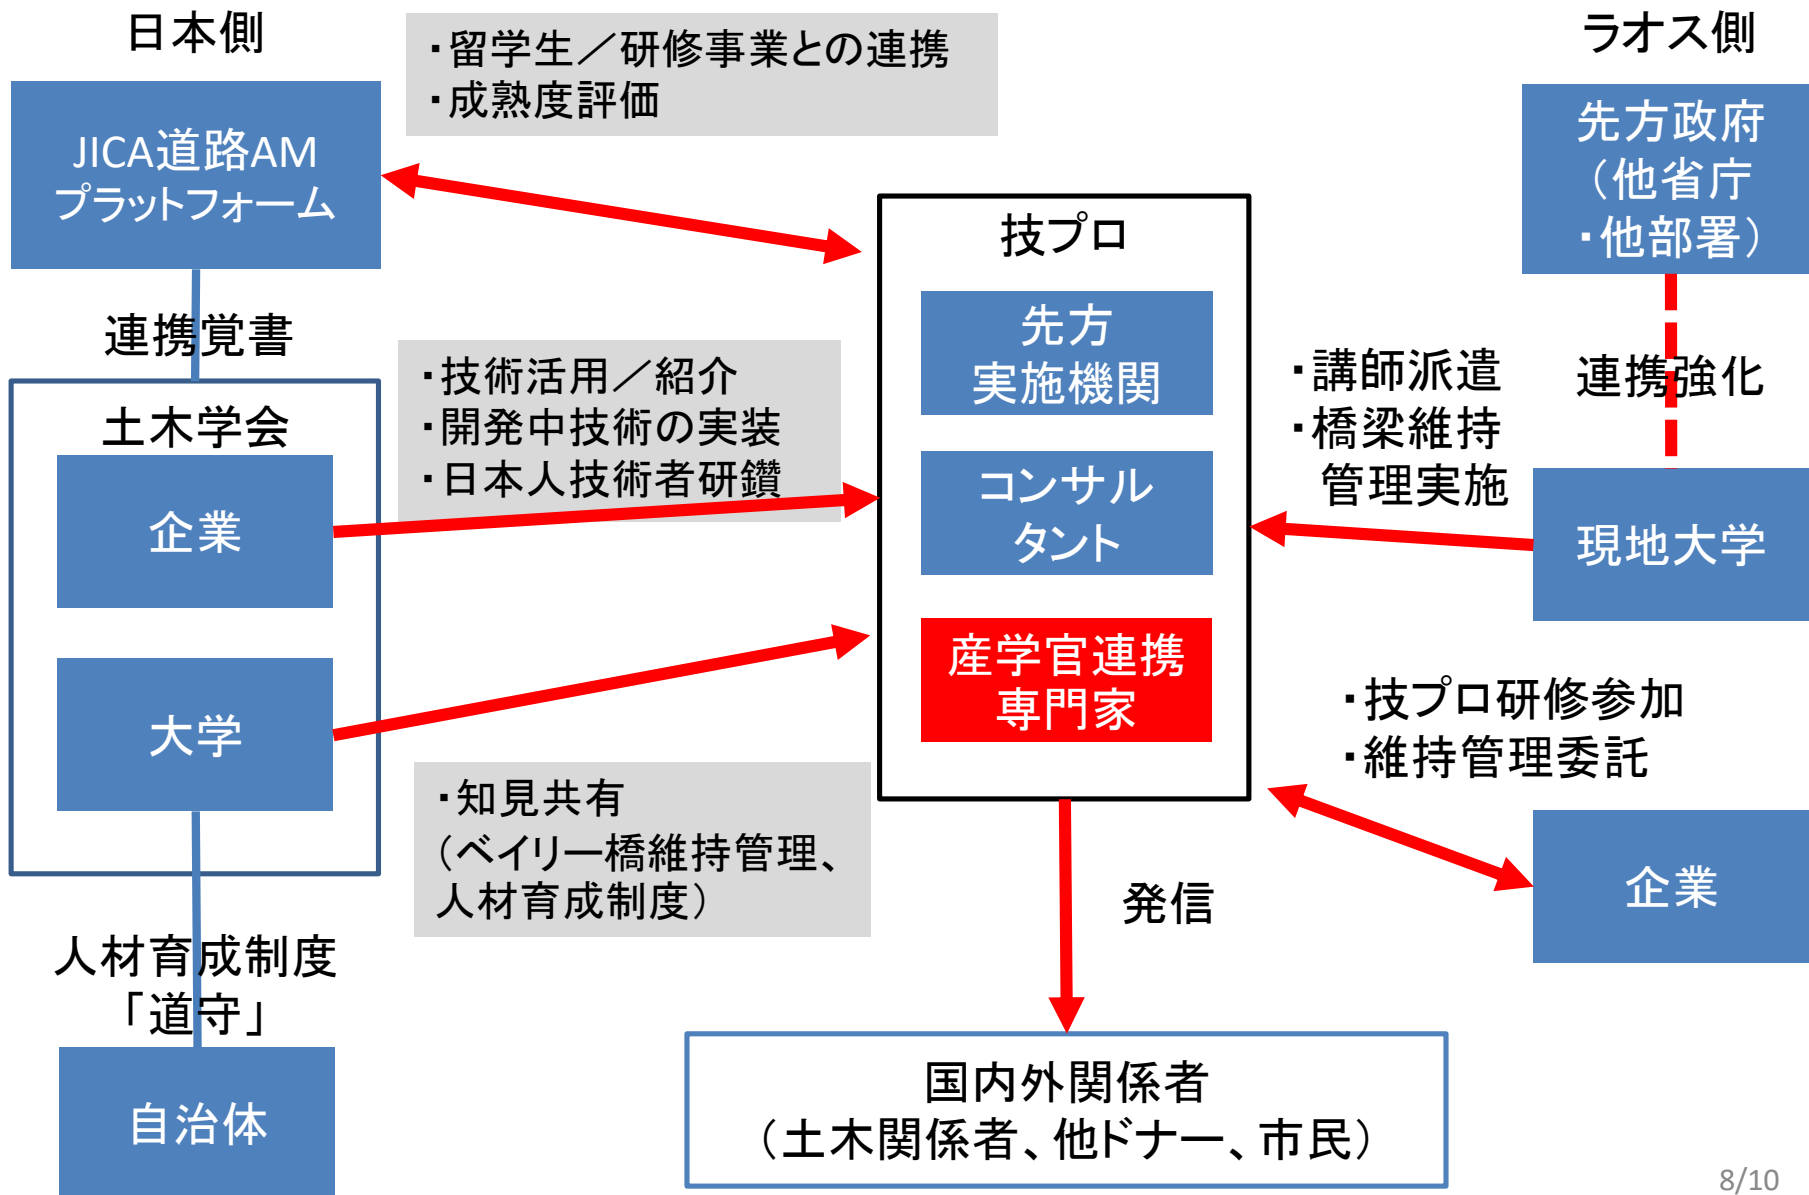 日本側
ラオス側
・留学生／研修事業との連携
・成熟度評価
JICA道路AM
プラットフォーム
先方政府
（他省庁
・他部署）
技プロ
連携覚書
先方
実施機関
・技術活用／紹介
・開発中技術の実装
・日本人技術者研鑽
・講師派遣
・橋梁維持
管理実施
連携強化
土木学会
企業
コンサル
タント
現地大学
大学
産学官連携
専門家
・技プロ研修参加
・維持管理委託
・知見共有
（ベイリー橋維持管理、
人材育成制度）
発信
企業
人材育成制度
「道守」
自治体
国内外関係者
（土木関係者、他ドナー、市民）
8/10